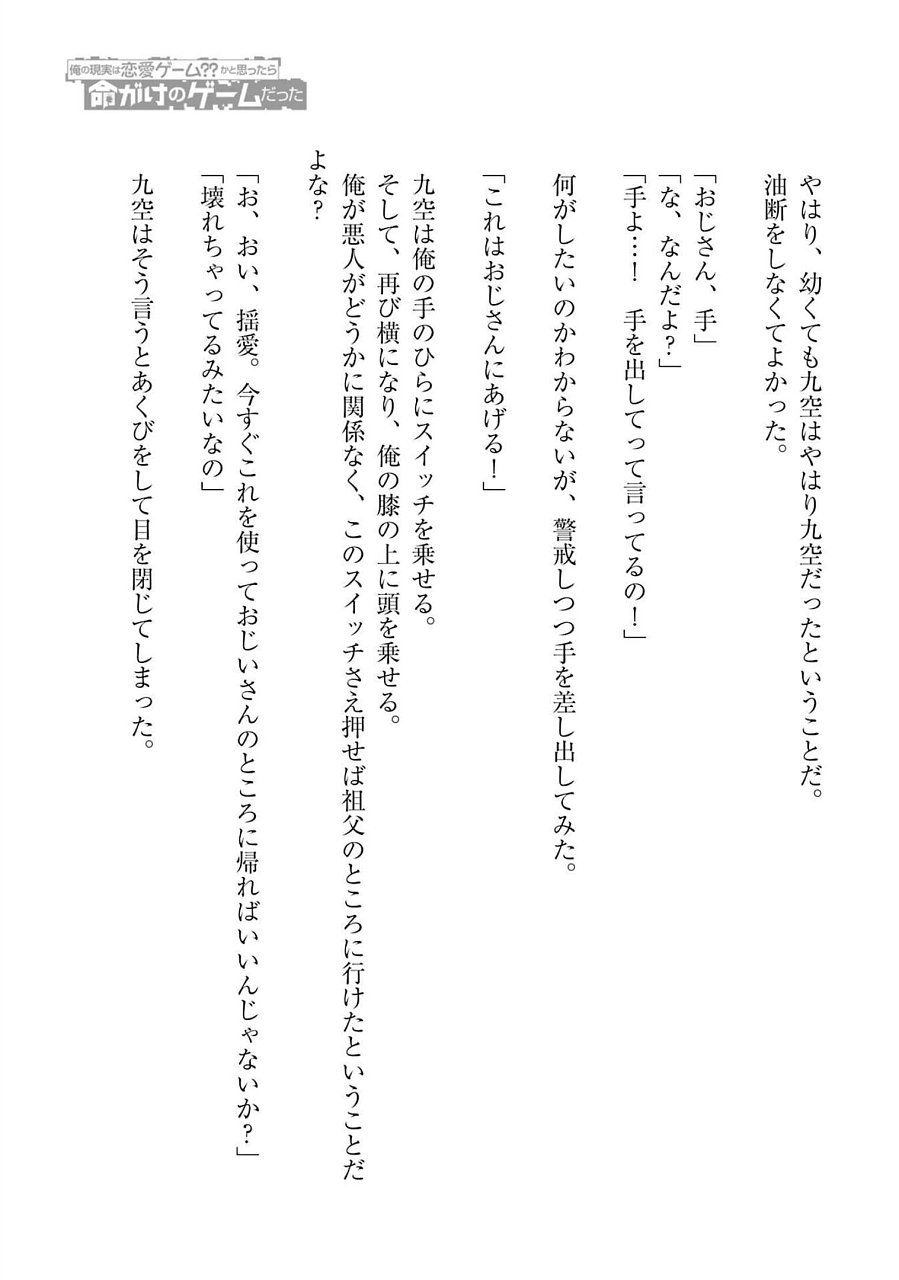 俺の現実は恋愛ゲーム??かと思ったら
命がけのゲームだった
やはり、幼くても九空はやはり九空だったということだ。
油断をしなくてよかった。
「おじさん、手」
「な、なんだよ?」
「手よ…!　手を出してって言ってるの!」
何がしたいのかわからないが、警戒しつつ手を差し出してみた。
「これはおじさんにあげる!」
九空は俺の手のひらにスイッチを乗せる。
そして、再び横になり、俺の膝の上に頭を乗せる。
俺が悪人がどうかに関係なく、このスイッチさえ押せば祖父のところに行けたということだ
よな?
「お、おい、揺愛。今すぐこれを使っておじいさんのところに帰ればいいんじゃないか?」
「壊れちゃってるみたいなの」
九空はそう言うとあくびをして目を閉じてしまった。